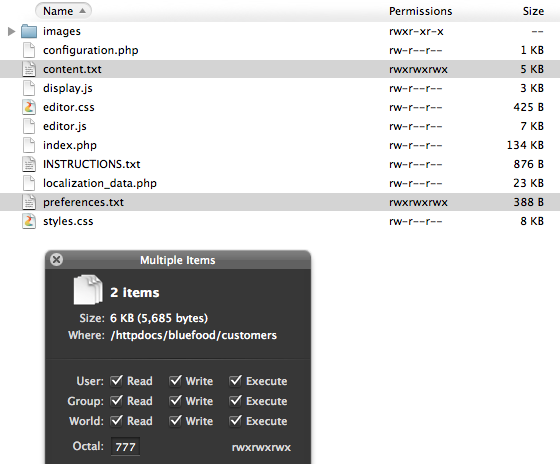 Name Permissions Size
images rwxr-xr-x --
configuration.php rw-r--r-- 1 KB
content.txt rwxrwxrwx 5 KB
display.js rw-r--r-- 3 KB
editor.css rw-r--r-- 425 B
editor.js rw-r--r-- 7 KB
index.php rw-r--r-- 134 KB
INSTRUCTIONS.txt rw-r--r-- 876 B
localization_data.php rw-r--r-- 23 KB
preferences.txt rwxrwxrwx 388 B
styles.css rw-r--r-- 8 KB
Multiple Items
2 items
Size: 6 KB (5,685 bytes)
Where: /httpdocs/bluefood/customers
User: Read Write Execute
Group: Read Write Execute
World: Read Write Execute
Octal: 777 rwxrwxrwx